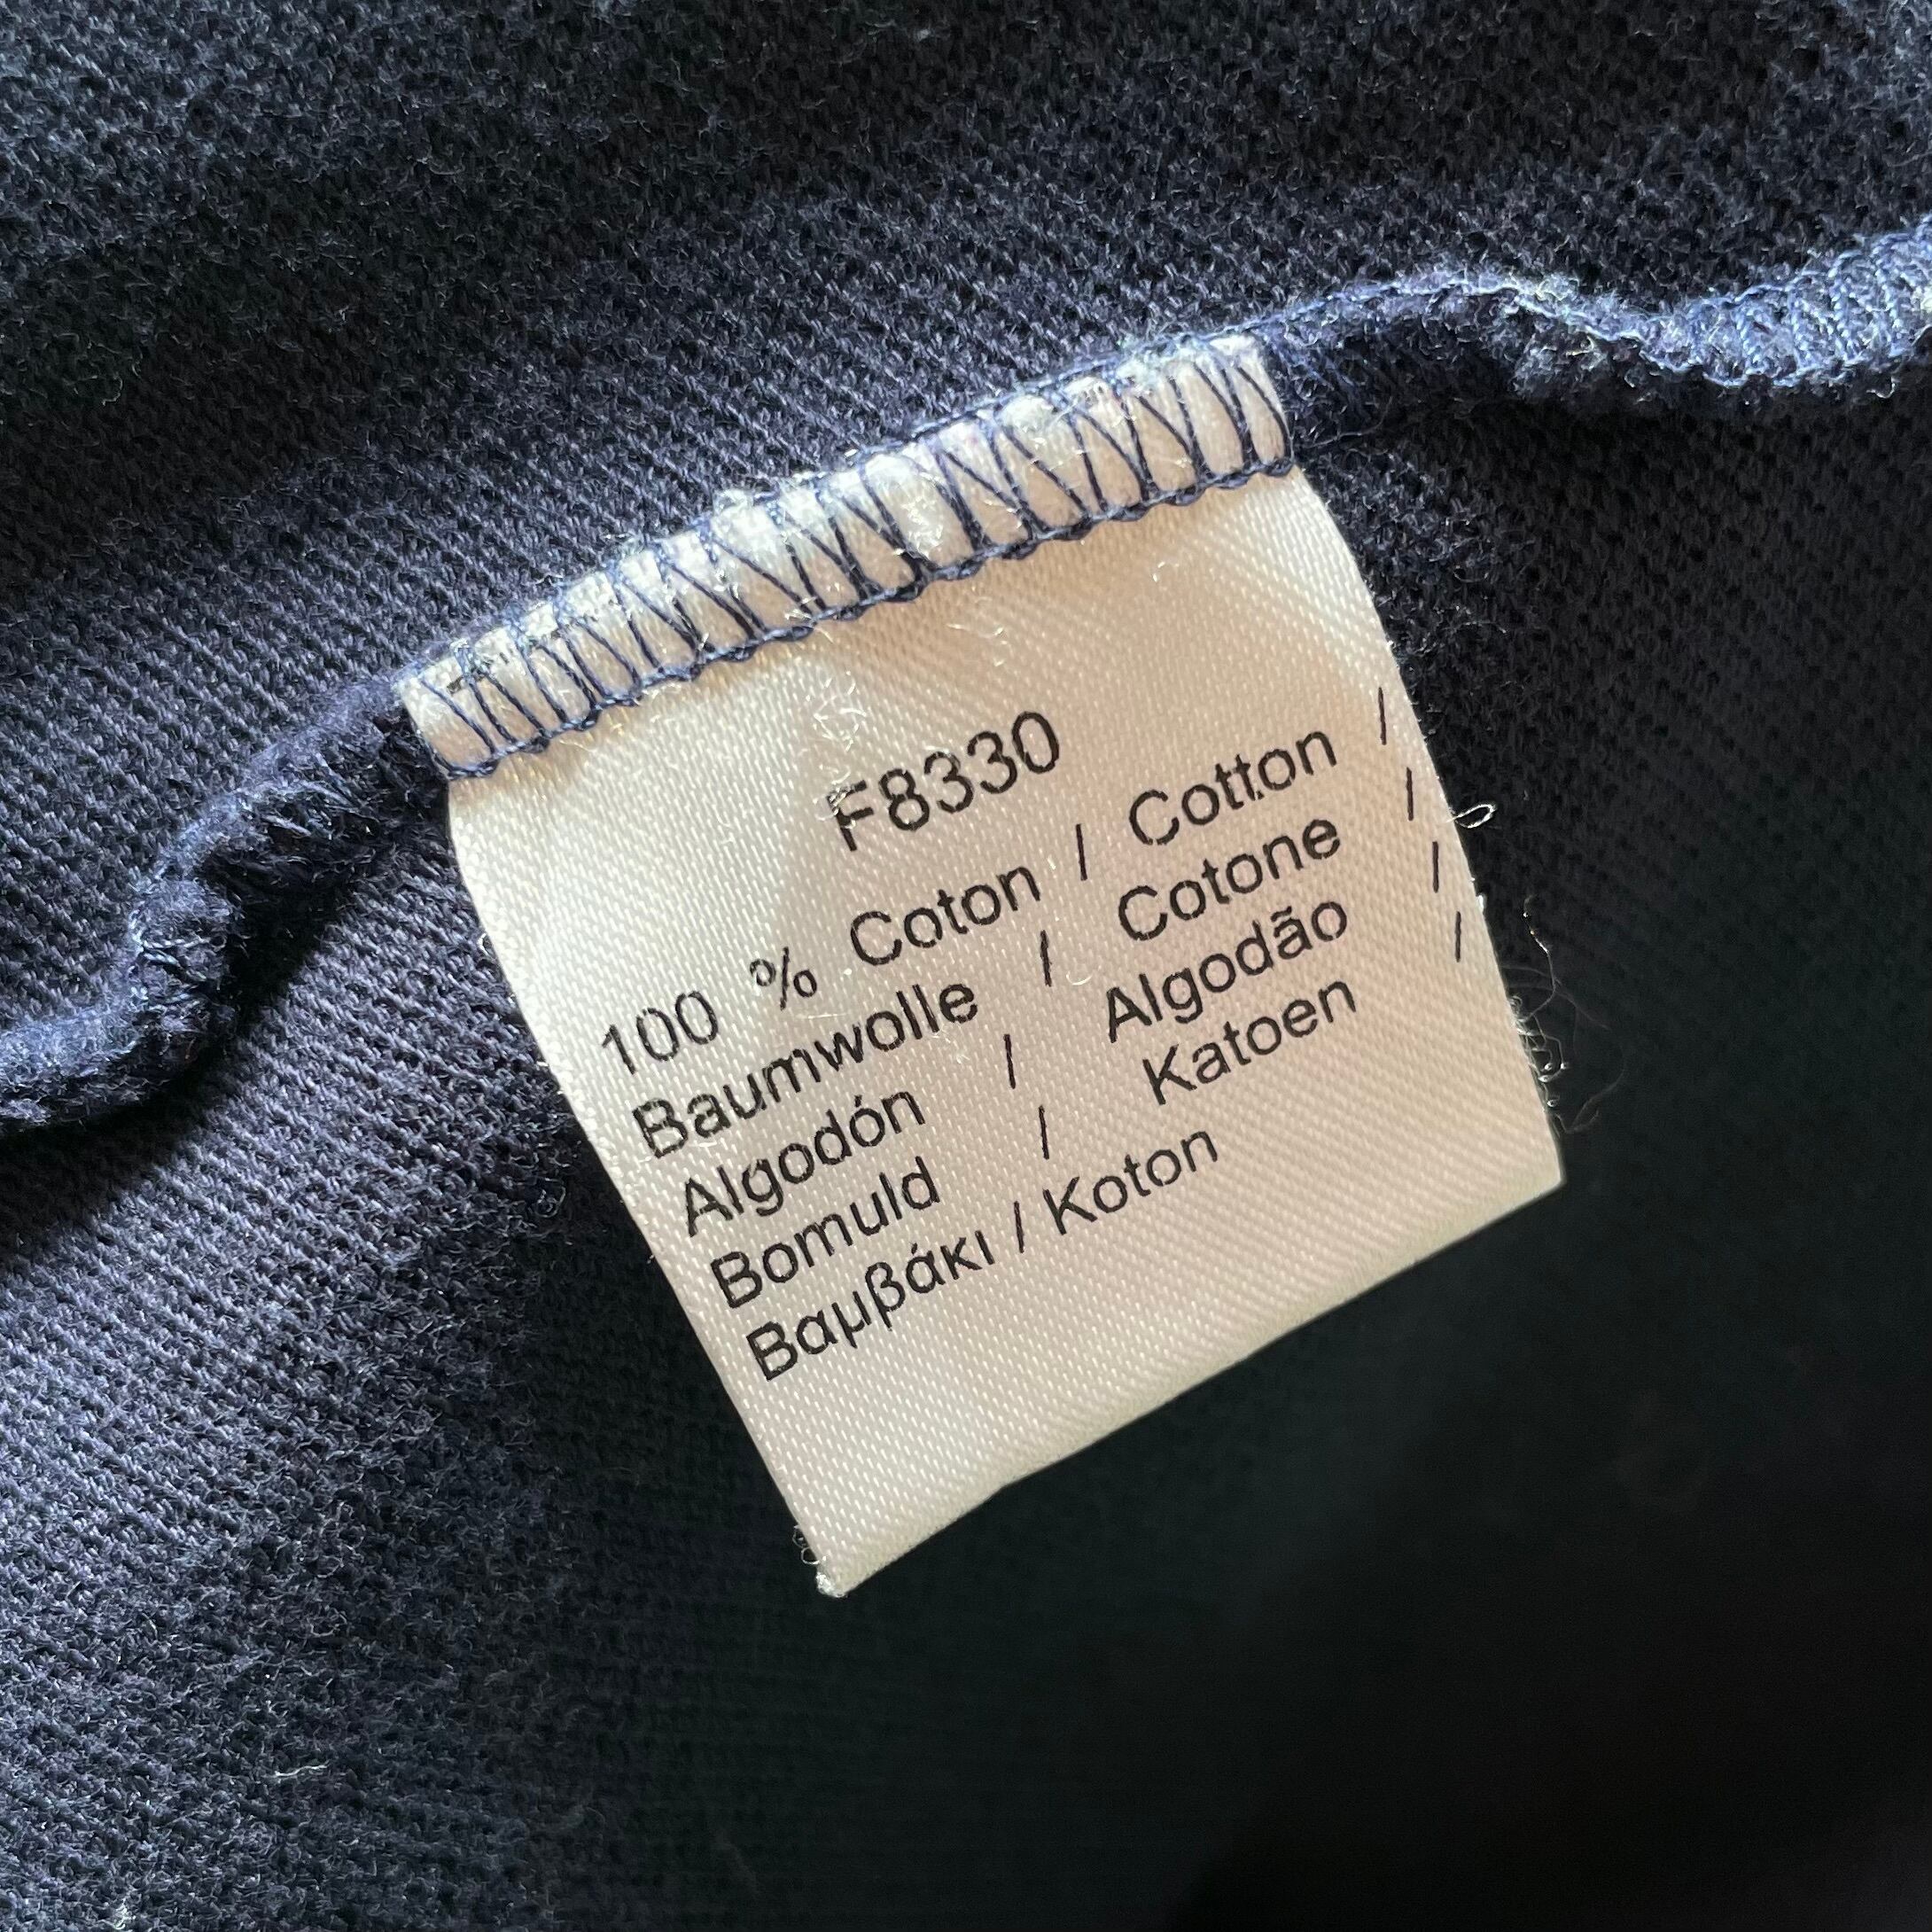 F8330
100 % Coton / Cotton /
Baumwolle / Cotone /
Algodón / Algodão /
Bomuld / Katoen /
Βαμβάκι / Koton